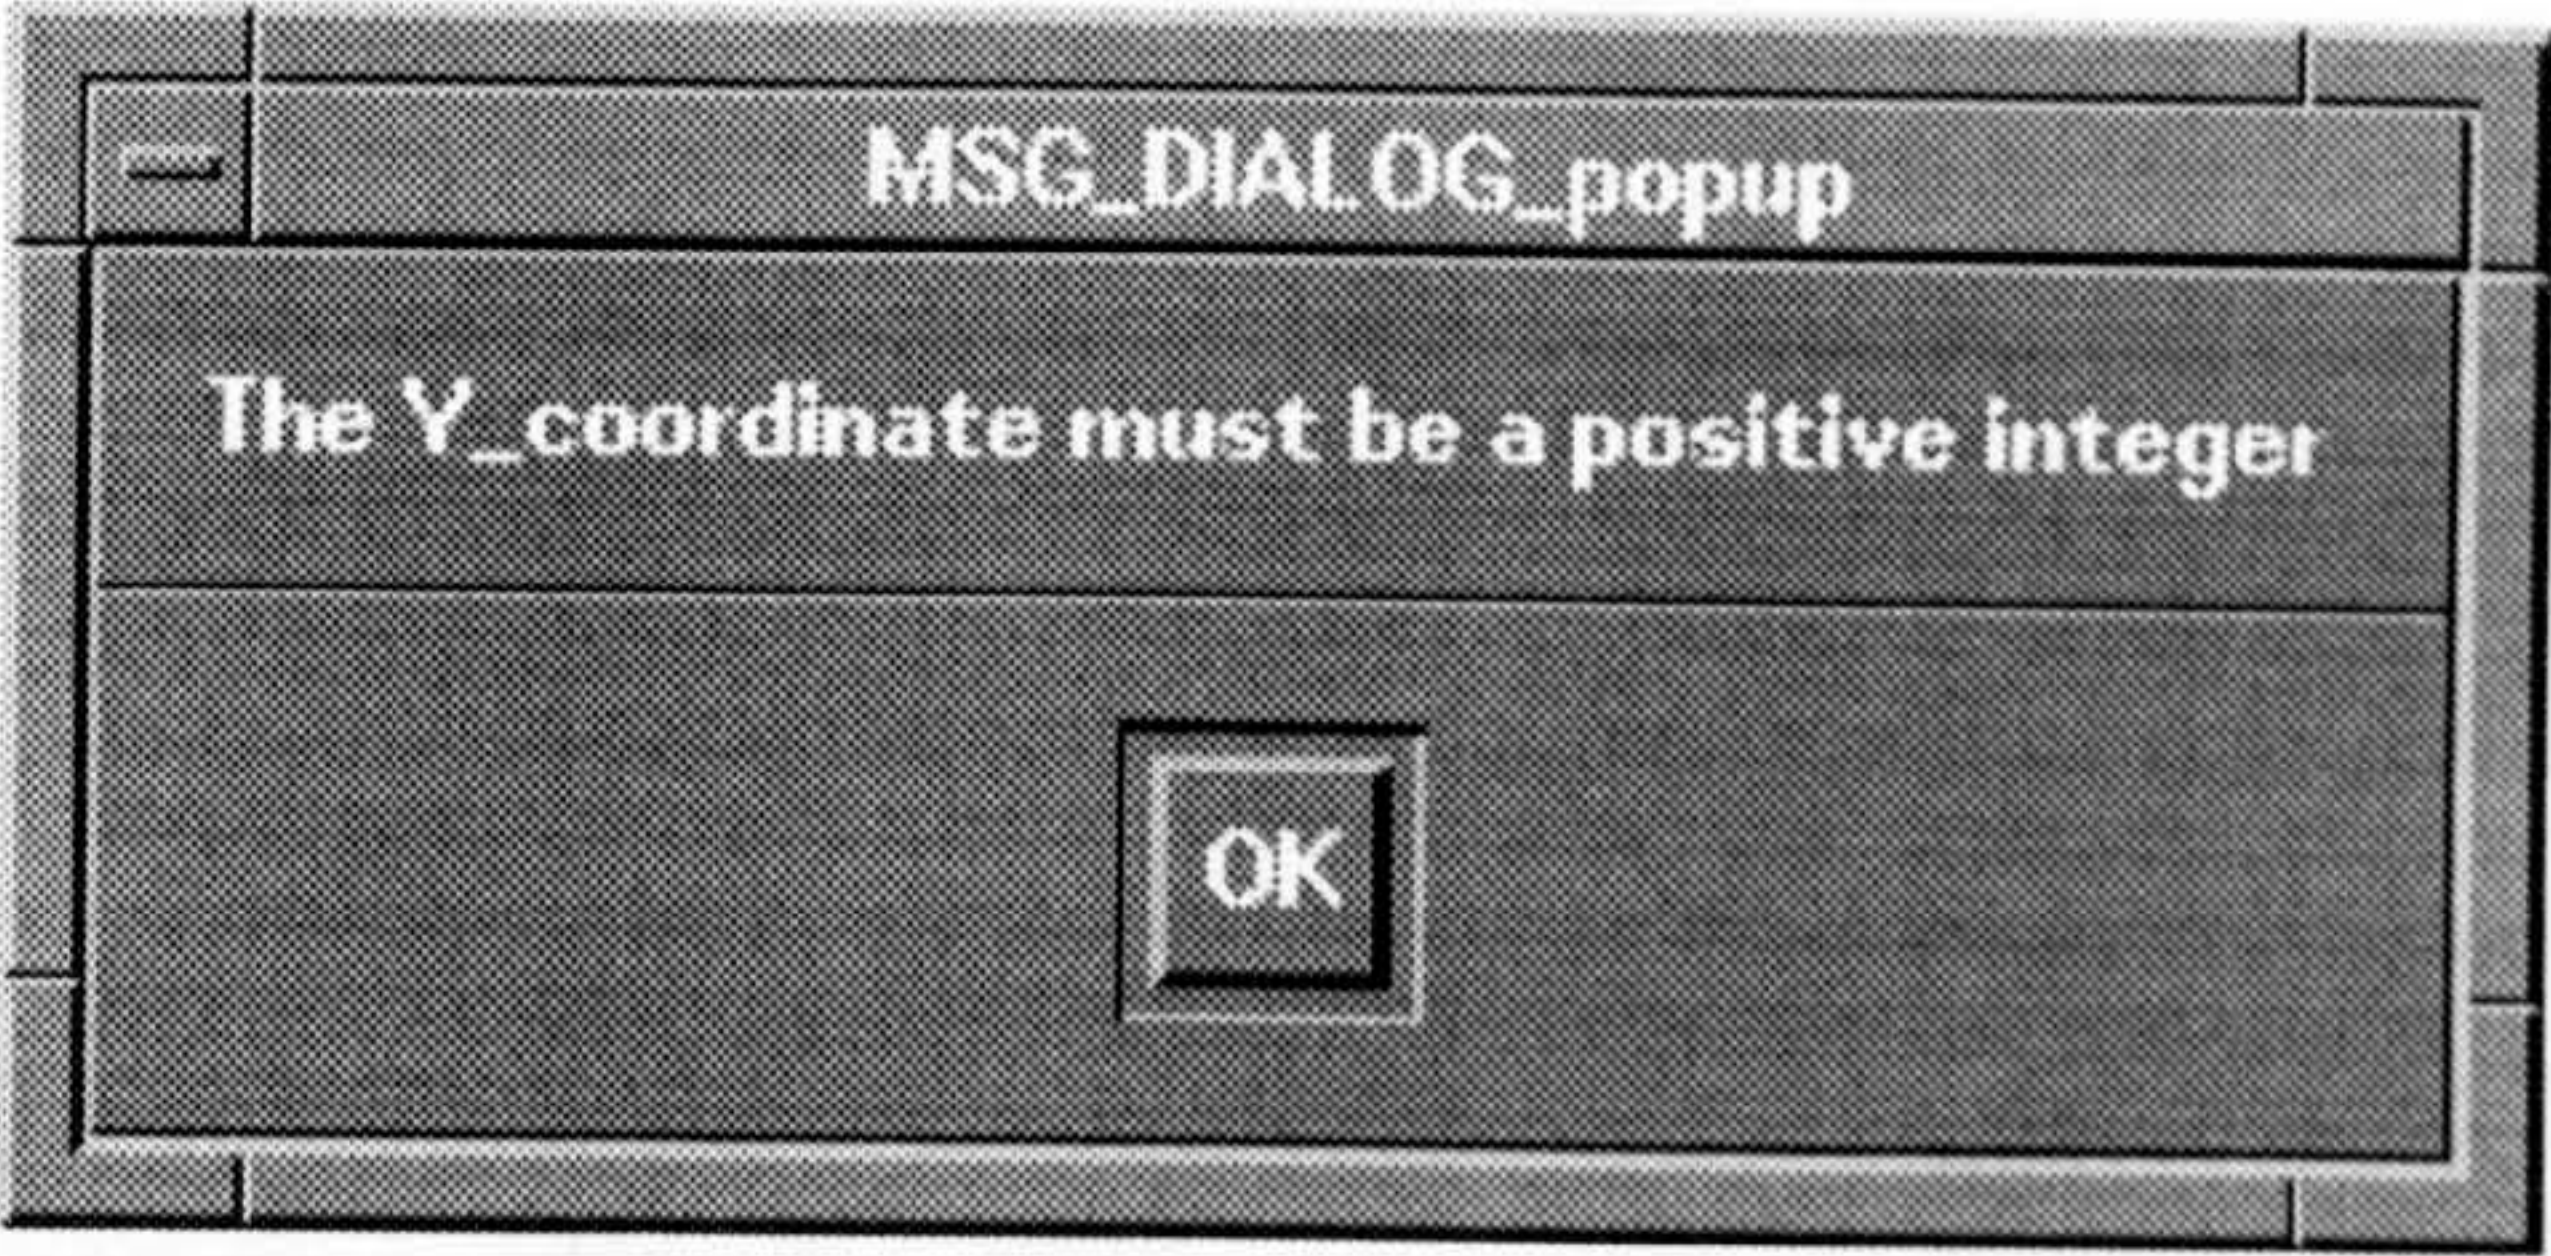 MSG_DIALOG_popup
The Y_coordinate must be a positive integer
OK